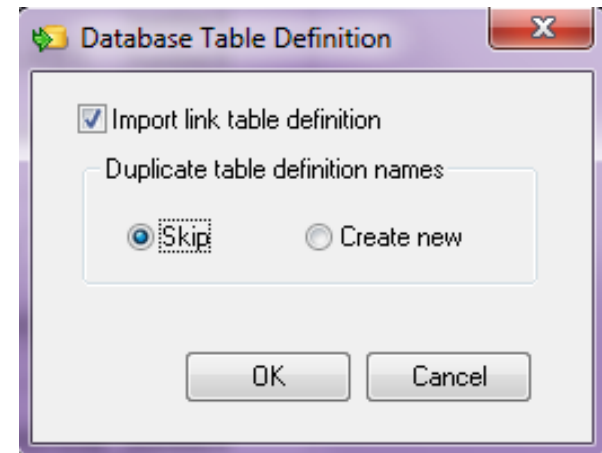 Database Table Definition
Import link table definition
Duplicate table definition names
Skip Create new
OK Cancel